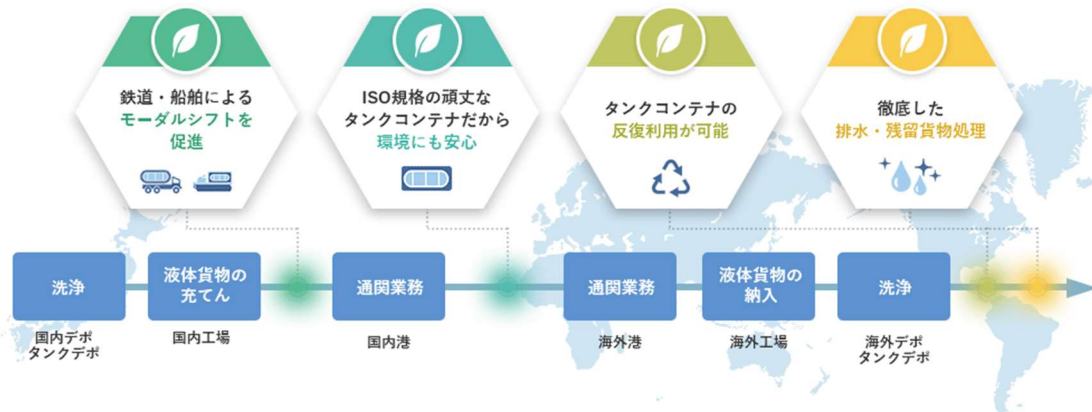 鉄道・船舶による
モーダルシフトを
促進
ISO規格の頑丈な
タンクコンテナだから
環境にも安心
タンクコンテナの
反復利用が可能
徹底した
排水・残留貨物処理
洗浄
国内デポ
タンクデポ
液体貨物の
充てん
国内工場
通関業務
国内港
通関業務
海外港
液体貨物の
納入
海外工場
洗浄
海外デポ
タンクデポ